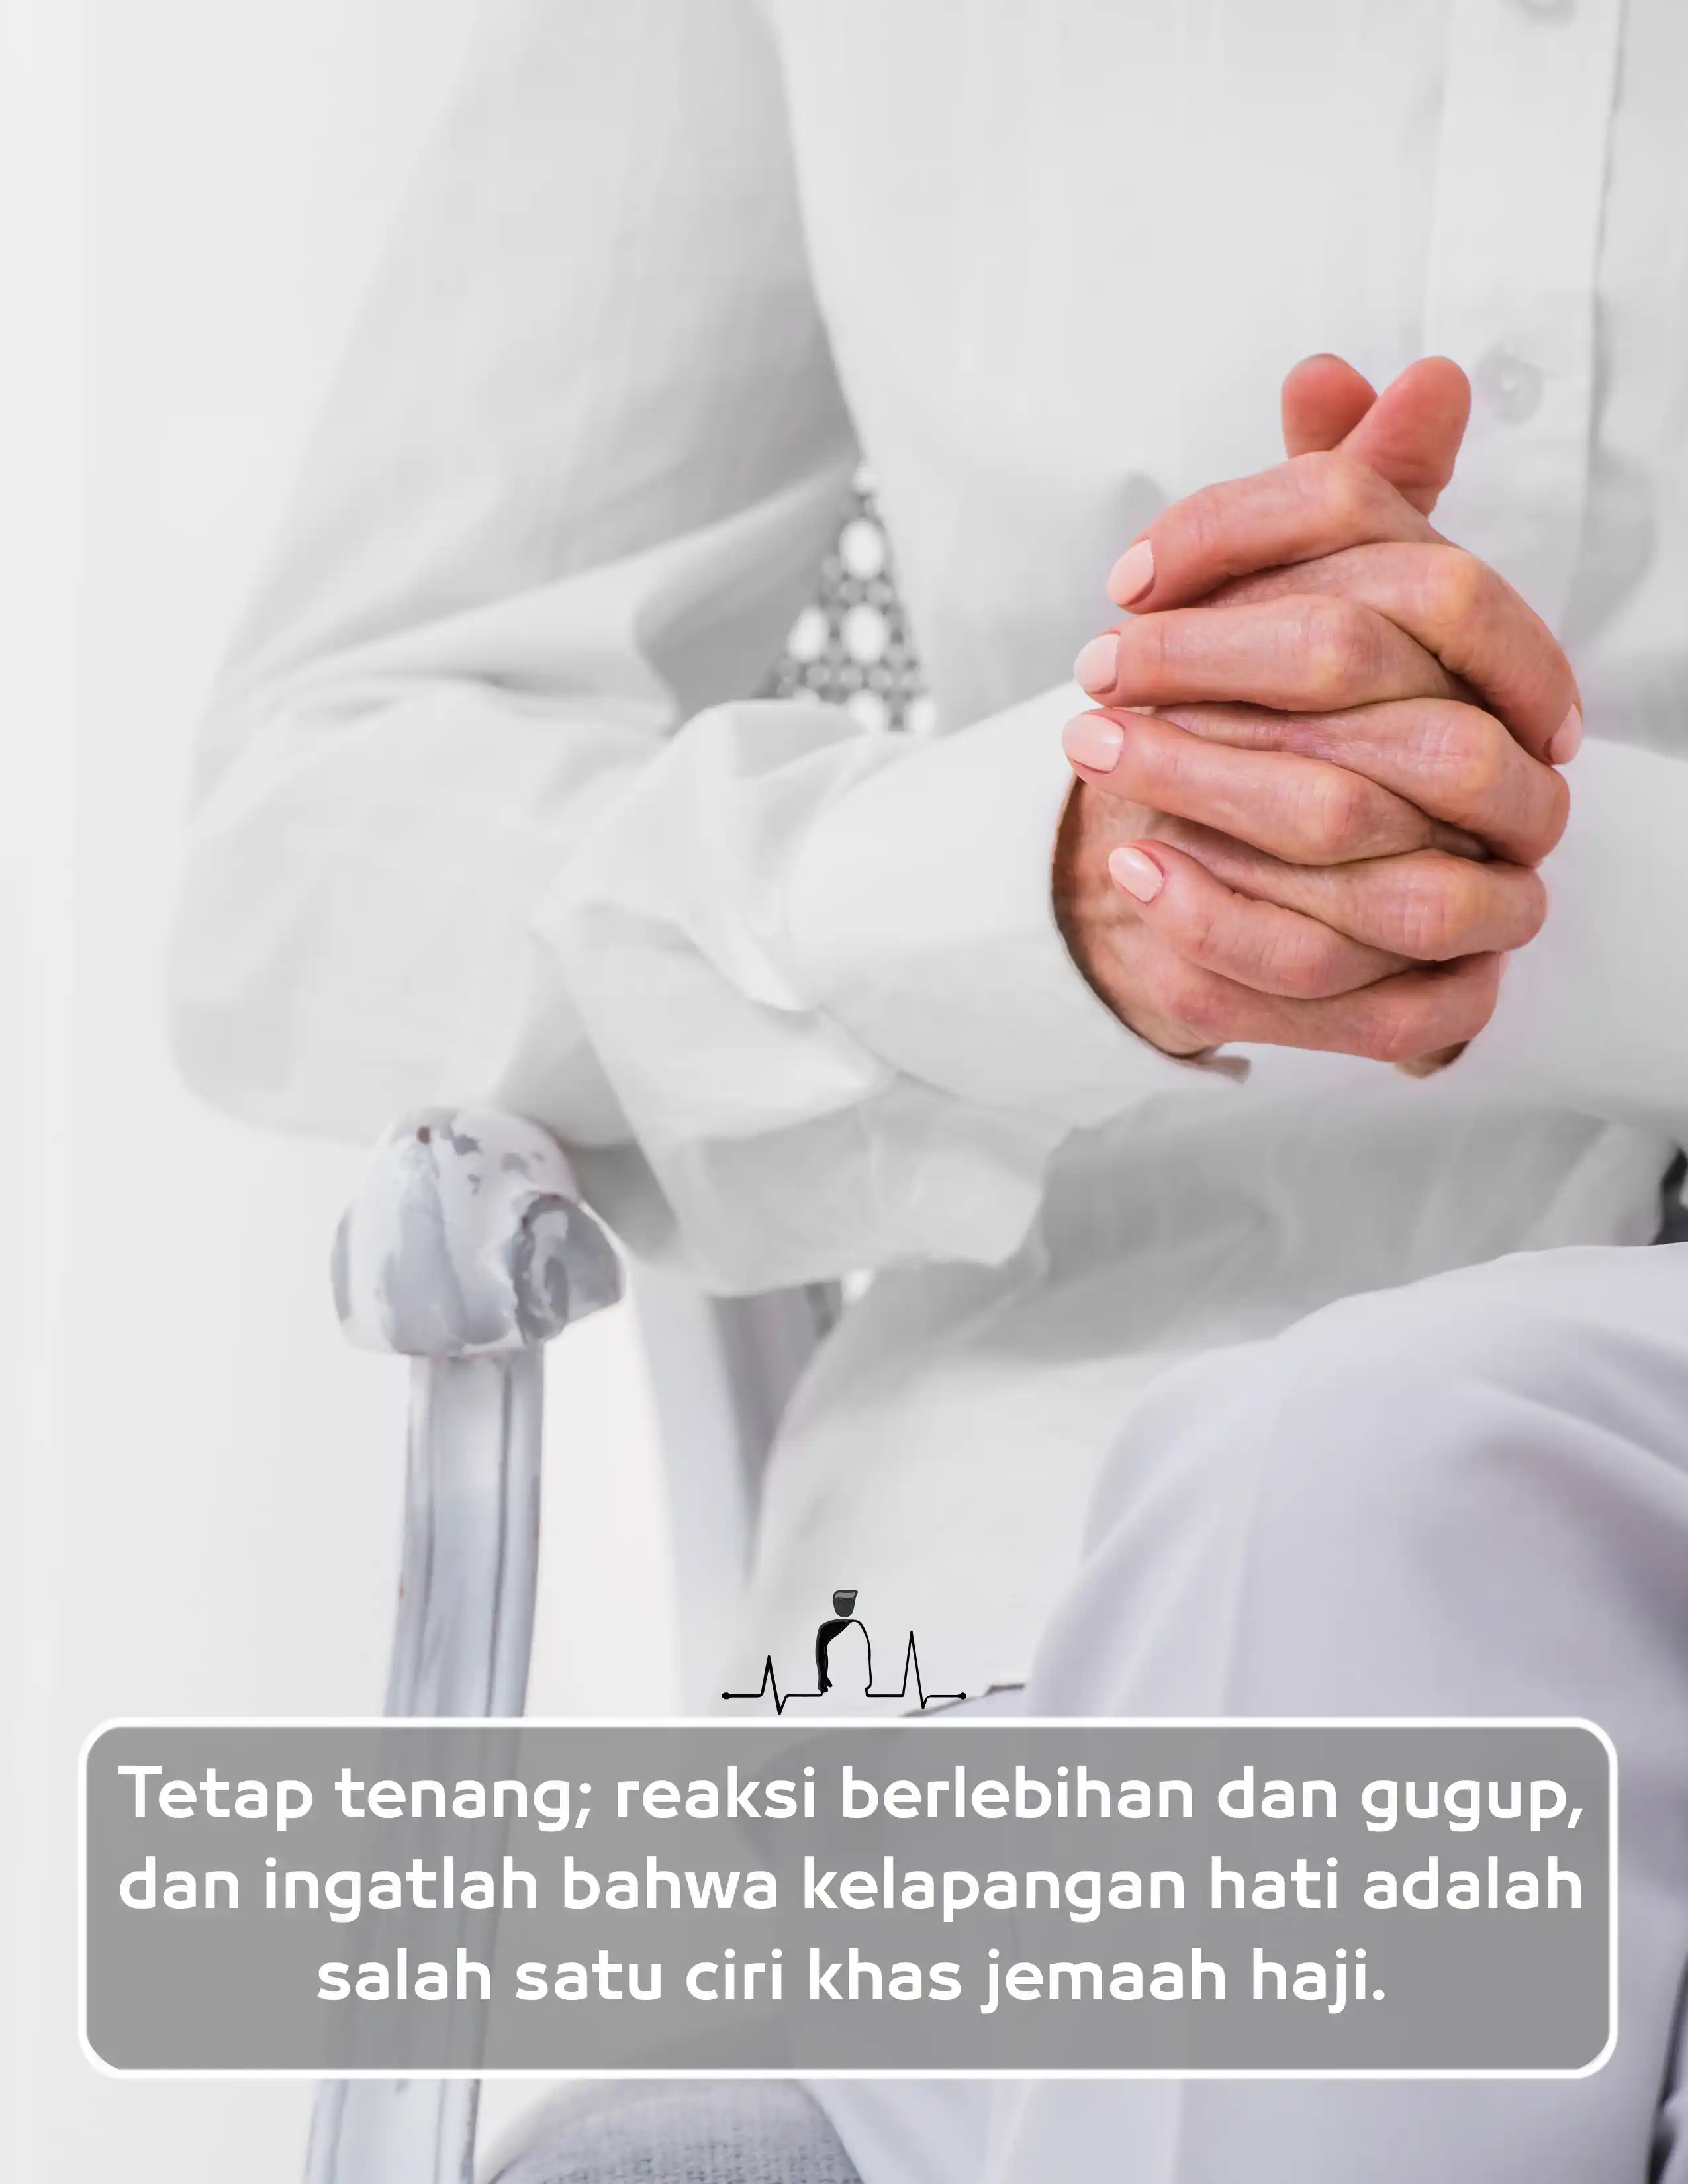 Tetap tenang; reaksi berlebihan dan gugup,
dan ingatlah bahwa kelapangan hati adalah
salah satu ciri khas jemaah haji.